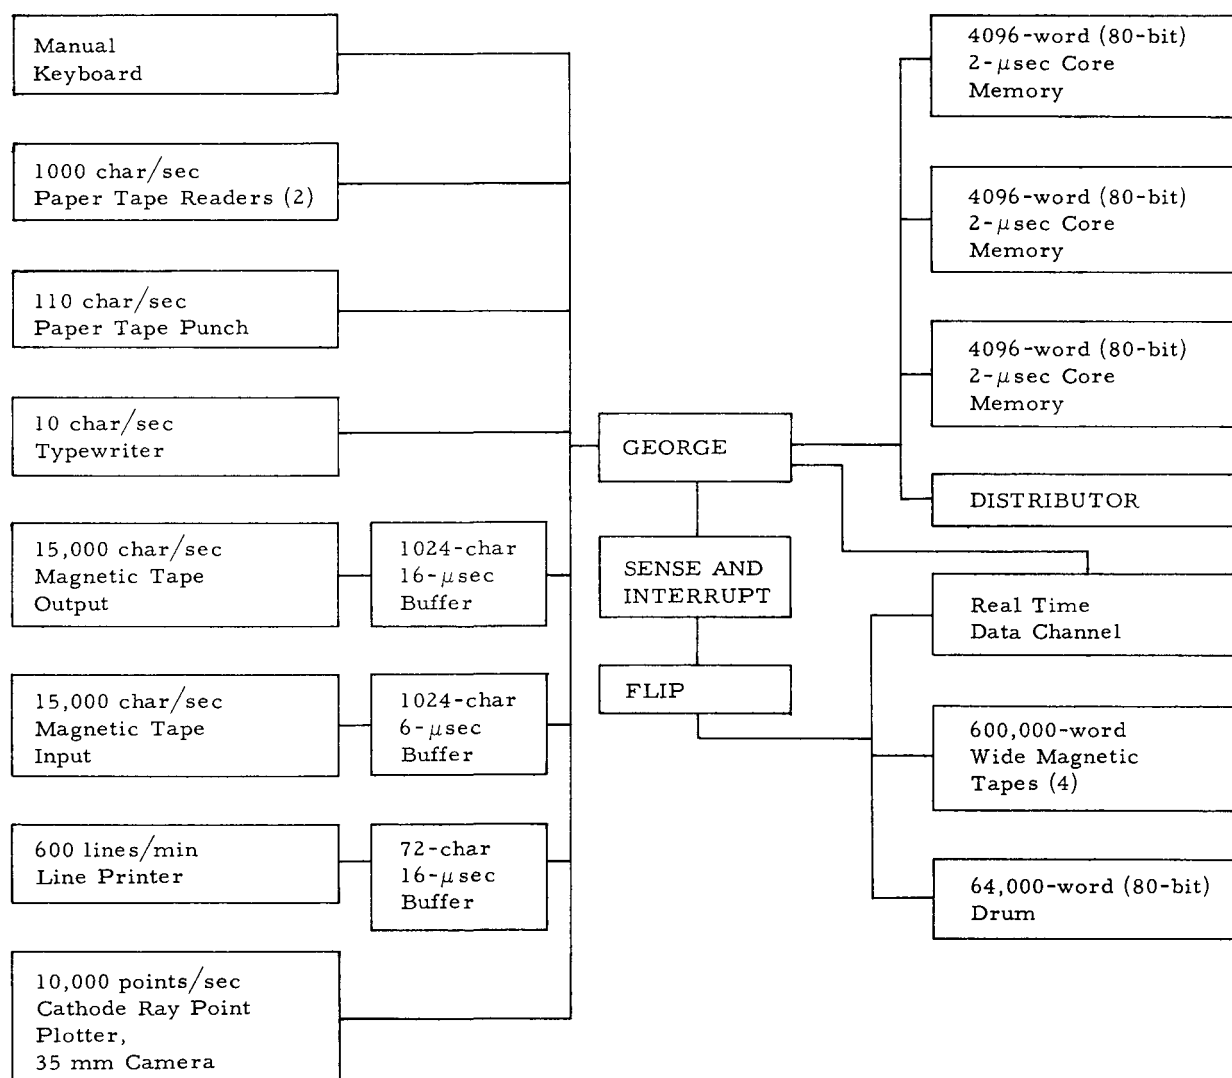 Manual
Keyboard
1000 char/sec
Paper Tape Readers (2)
110 char/sec
Paper Tape Punch
10 char/sec
Typewriter
15,000 char/sec
Magnetic Tape
Output
1024-char
16-μsec
Buffer
15,000 char/sec
Magnetic Tape
Input
1024-char
6-μsec
Buffer
600 lines/min
Line Printer
72-char
16-μsec
Buffer
10,000 points/sec
Cathode Ray Point
Plotter,
35 mm Camera
GEORGE
SENSE AND
INTERRUPT
FLIP
4096-word (80-bit)
2-μsec Core
Memory
4096-word (80-bit)
2-μsec Core
Memory
4096-word (80-bit)
2-μsec Core
Memory
DISTRIBUTOR
Real Time
Data Channel
600,000-word
Wide Magnetic
Tapes (4)
64,000-word (80-bit)
Drum